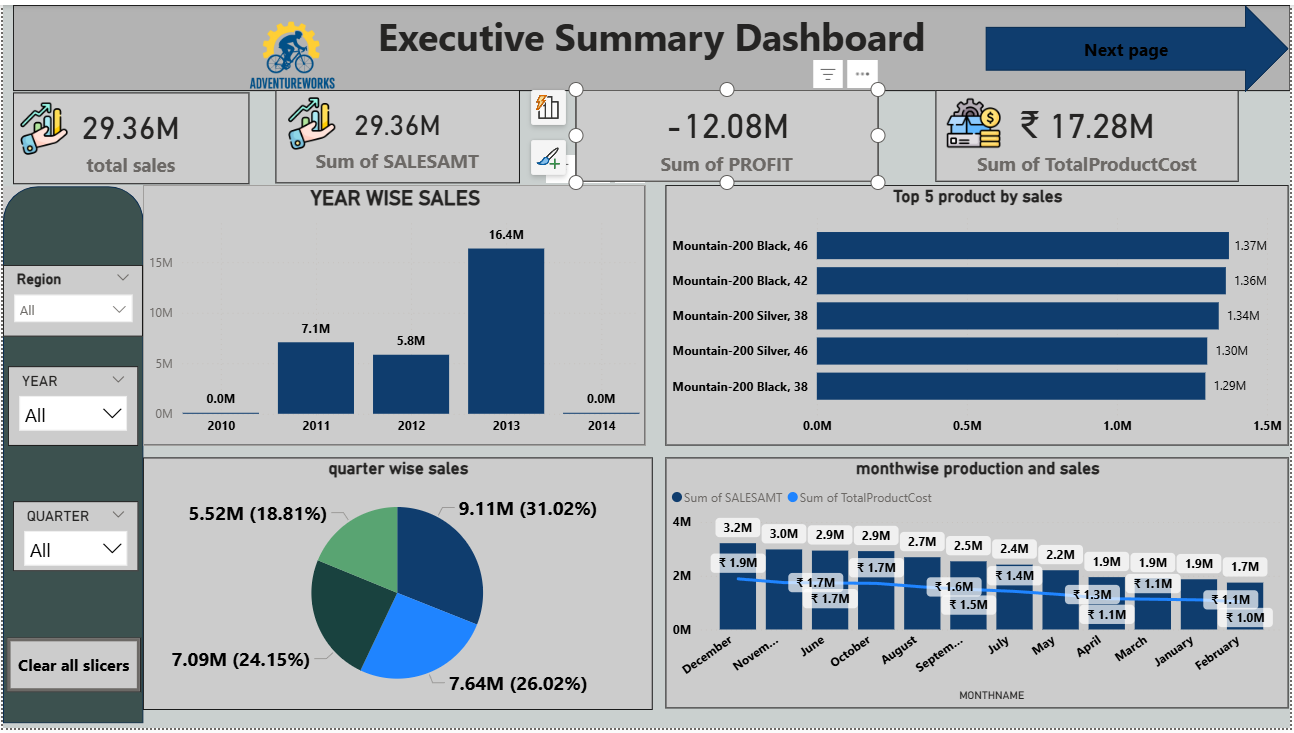 Executive Summary Dashboard
ADVENTUREWORKS
Next page
29.36M
total sales
29.36M
Sum of SALESAMT
-12.08M
Sum of PROFIT
₹ 17.28M
Sum of TotalProductCost
Region
All
YEAR
All
QUARTER
All
Clear all slicers
YEAR WISE SALES
15M
10M
5M
0M
0.0M
7.1M
5.8M
16.4M
0.0M
2010
2011
2012
2013
2014
Top 5 product by sales
Mountain-200 Black, 46
1.37M
Mountain-200 Black, 42
1.36M
Mountain-200 Silver, 38
1.34M
Mountain-200 Silver, 46
1.30M
Mountain-200 Black, 38
1.29M
0.0M
0.5M
1.0M
1.5M
quarter wise sales
5.52M (18.81%)
9.11M (31.02%)
7.09M (24.15%)
7.64M (26.02%)
monthwise production and sales
Sum of SALESAMT
Sum of TotalProductCost
4M
2M
0M
3.2M
3.0M
2.9M
2.9M
2.7M
2.5M
2.4M
2.2M
1.9M
1.9M
1.9M
1.7M
₹ 1.9M
₹ 1.7M
₹ 1.7M
₹ 1.7M
₹ 1.6M
₹ 1.5M
₹ 1.4M
₹ 1.3M
₹ 1.1M
₹ 1.1M
₹ 1.1M
₹ 1.0M
December
Novem...
June
October
August
Septem...
July
May
April
March
January
February
MONTHNAME